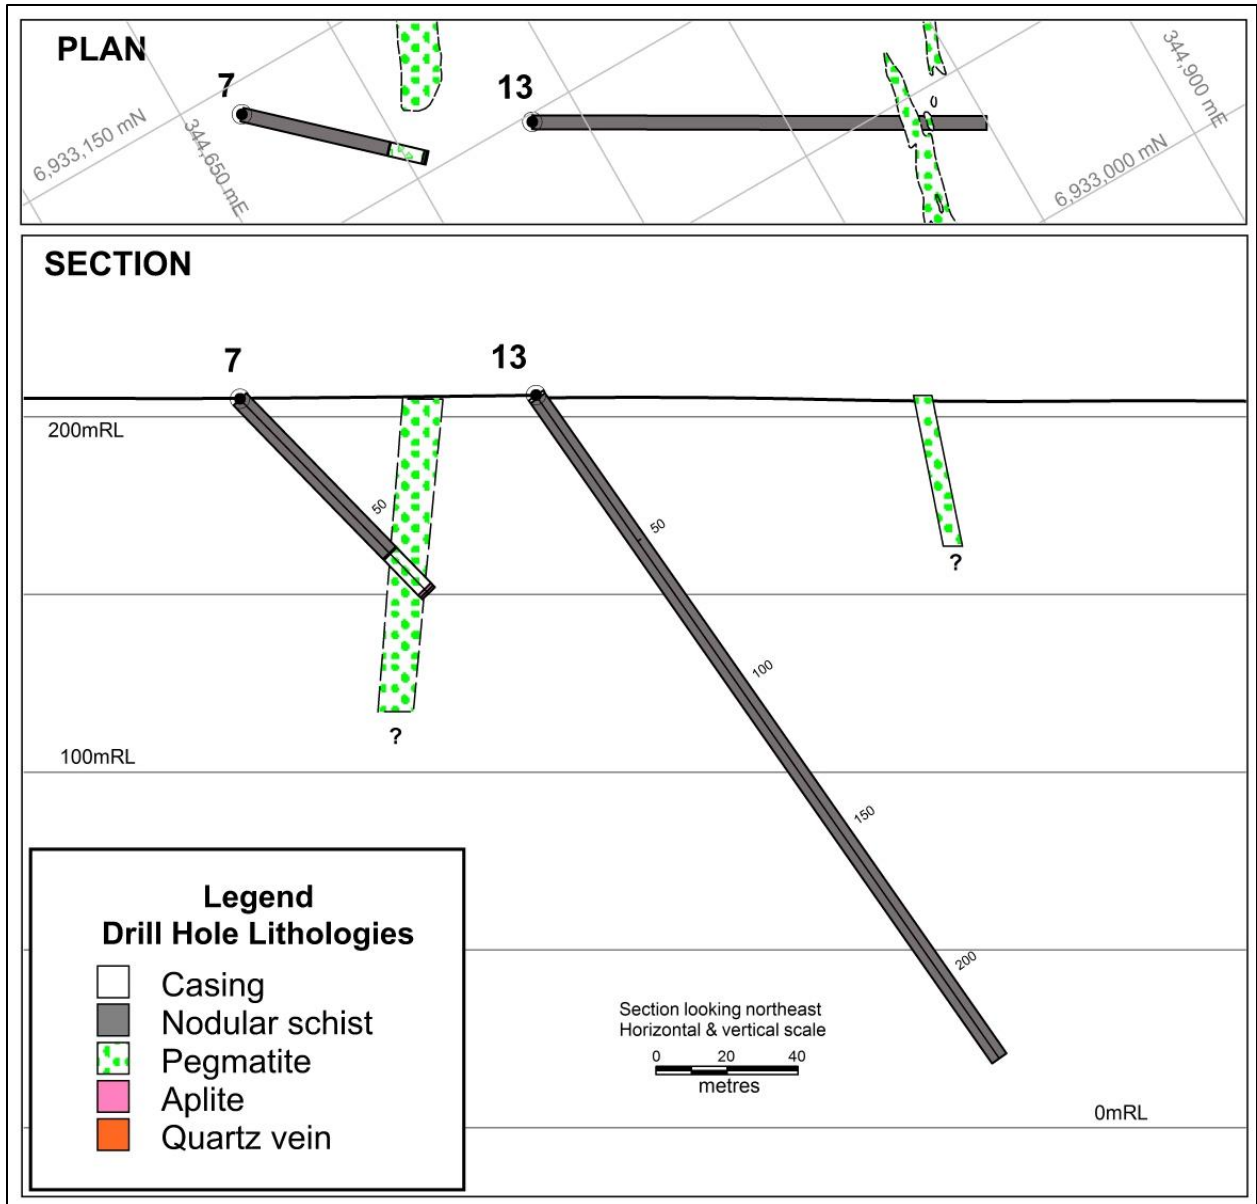 PLAN
7
13
6,933,150 mN
344,650 mE
6,933,000 mN
344,900 mE
SECTION
7
13
200mRL
50
50
?
?
100
100mRL
150
200
Legend
Drill Hole Lithologies
Casing
Nodular schist
Pegmatite
Aplite
Quartz vein
Section looking northeast
Horizontal & vertical scale
0 20 40
metres
0mRL